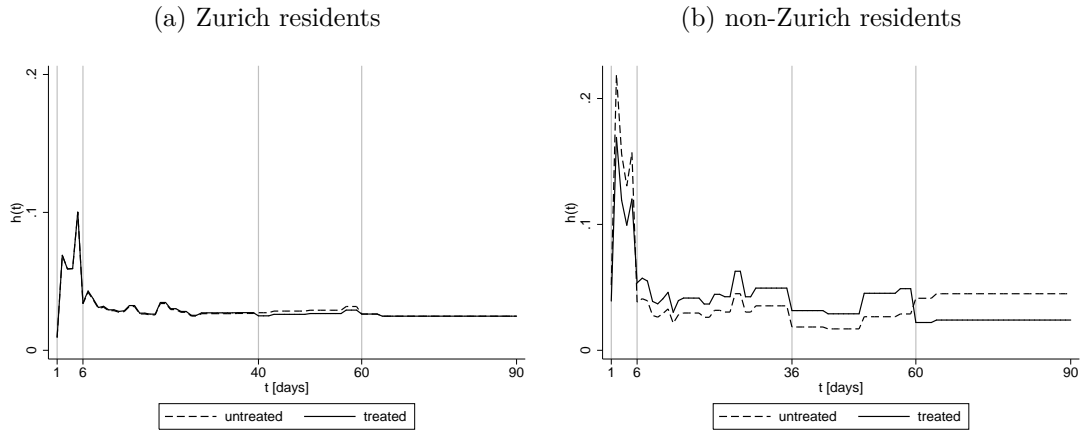 (a) Zurich residents
.2
.1
0
h(t)
1 6 40 60 90
t [days]
untreated treated
(b) non-Zurich residents
.2
.1
0
h(t)
1 6 36 60 90
t [days]
untreated treated